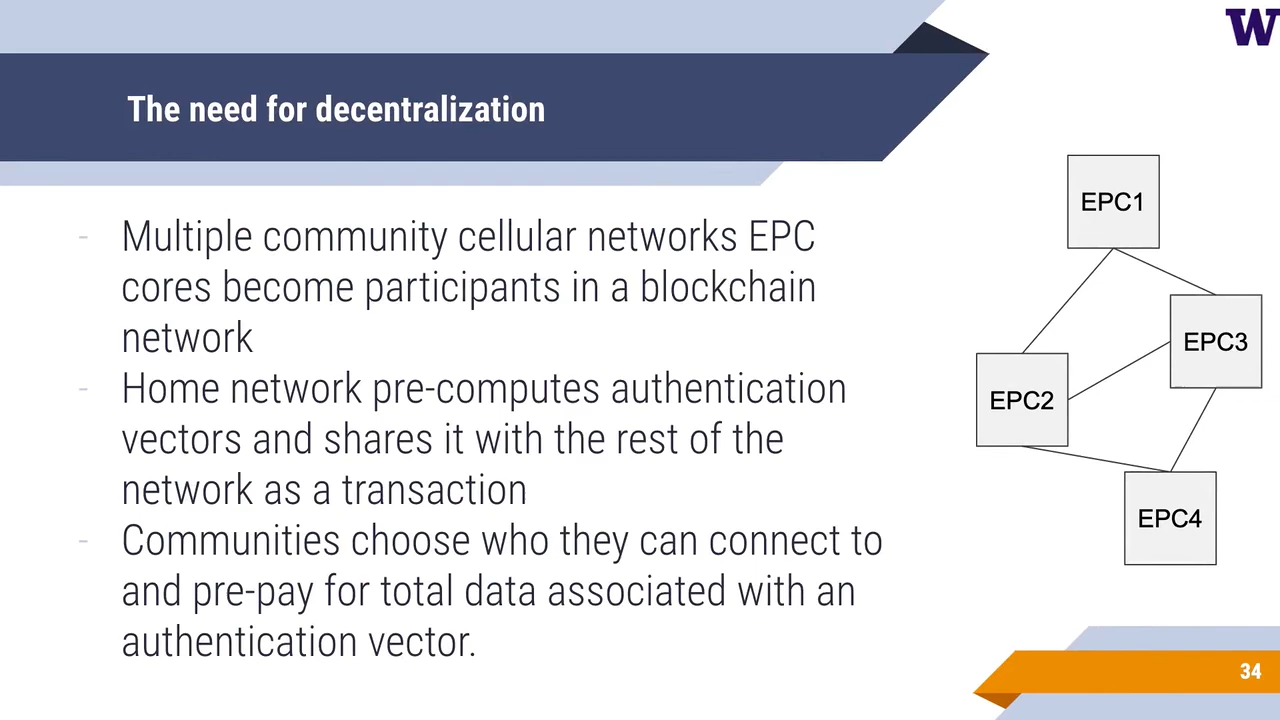 W
The need for decentralization
- Multiple community cellular networks EPC
cores become participants in a blockchain
network
- Home network pre-computes authentication
vectors and shares it with the rest of the
network as a transaction
- Communities choose who they can connect to
and pre-pay for total data associated with an
authentication vector.
EPC1
EPC3
EPC2
EPC4
34